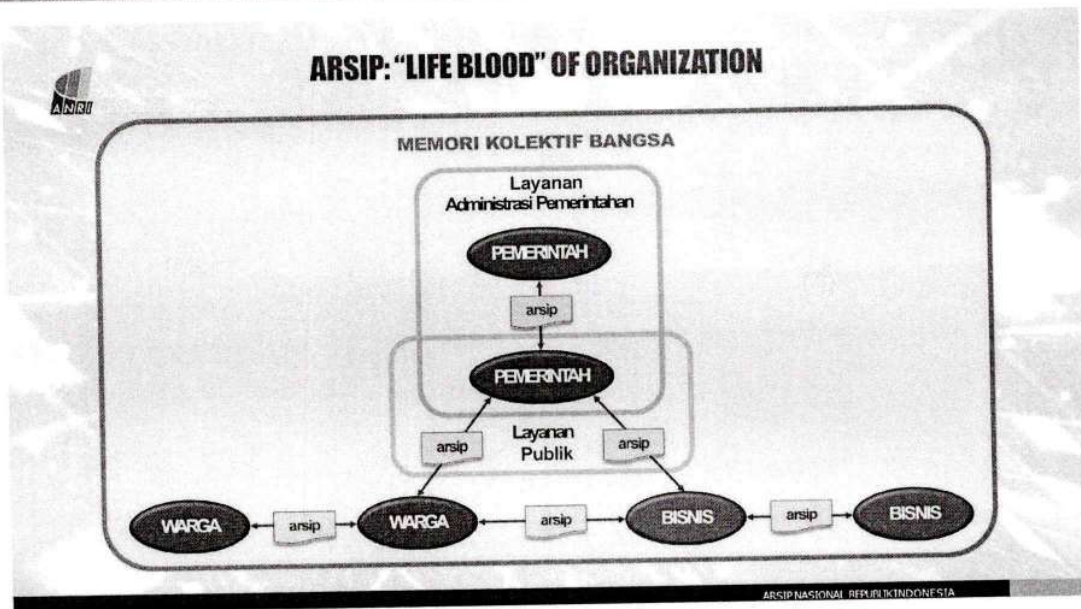 ARSIP: "LIFE BLOOD" OF ORGANIZATION
ANRI
MEMORI KOLEKTIF BANGSA
Layanan
Administrasi Pemerintahan
PEMERINTAH
arsip
PEMERINTAH
arsip
Layanan
Publik
arsip
WARGA
arsip
WARGA
arsip
BISNIS
arsip
BISNIS
ARSIP NASIONAL REPUBLIK INDONESIA